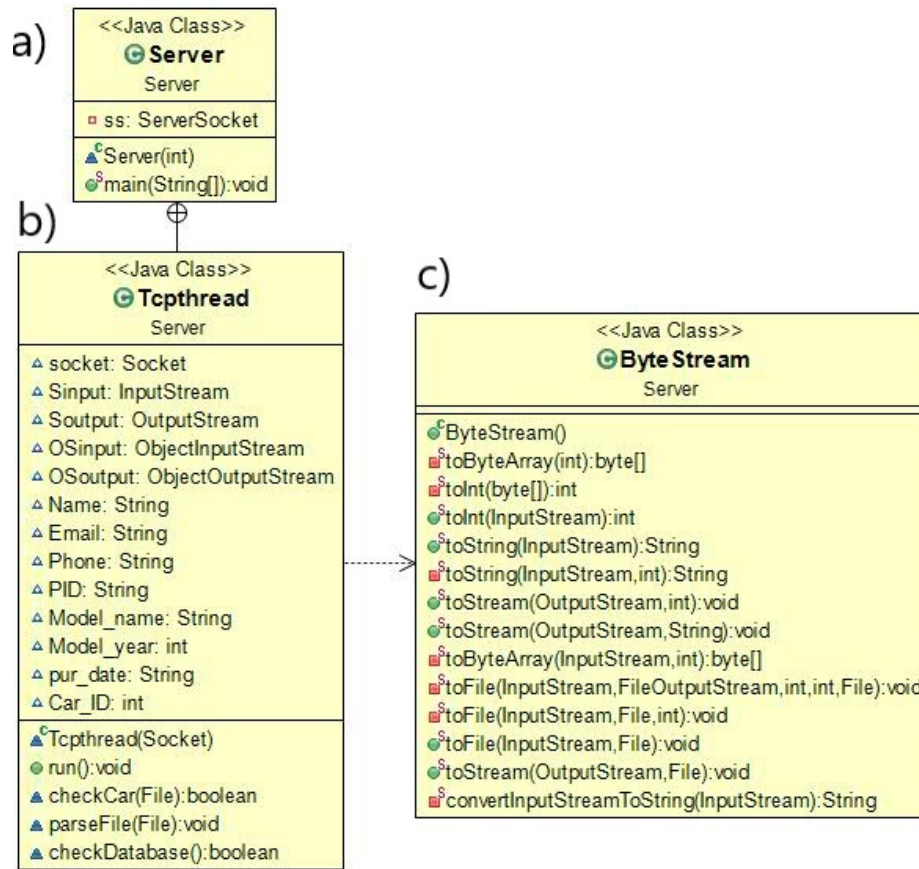 a)
<<Java Class>>
Server
Server
ss: ServerSocket
Server(int)
main(String[]):void
b)
<<Java Class>>
Tcpthread
Server
socket: Socket
Sinput: InputStream
Soutput: OutputStream
OSinput: ObjectInputStream
OSoutput: ObjectOutputStream
Name: String
Email: String
Phone: String
PID: String
Model_name: String
Model_year: int
pur_date: String
Car_ID: int
Tcpthread(Socket)
run():void
checkCar(File):boolean
parseFile(File):void
checkDatabase():boolean
c)
<<Java Class>>
ByteStream
Server
ByteStream()
toByteArray(int):byte[]
toInt(byte[]):int
toInt(InputStream):int
toString(InputStream):String
toString(InputStream,int):String
toStream(OutputStream,int):void
toStream(OutputStream,String):void
toByteArray(InputStream,int):byte[]
toFile(InputStream,FileOutputStream,int,int,File):void
toFile(InputStream,File,int):void
toFile(InputStream,File):void
toStream(OutputStream,File):void
convertInputStreamToString(InputStream):String